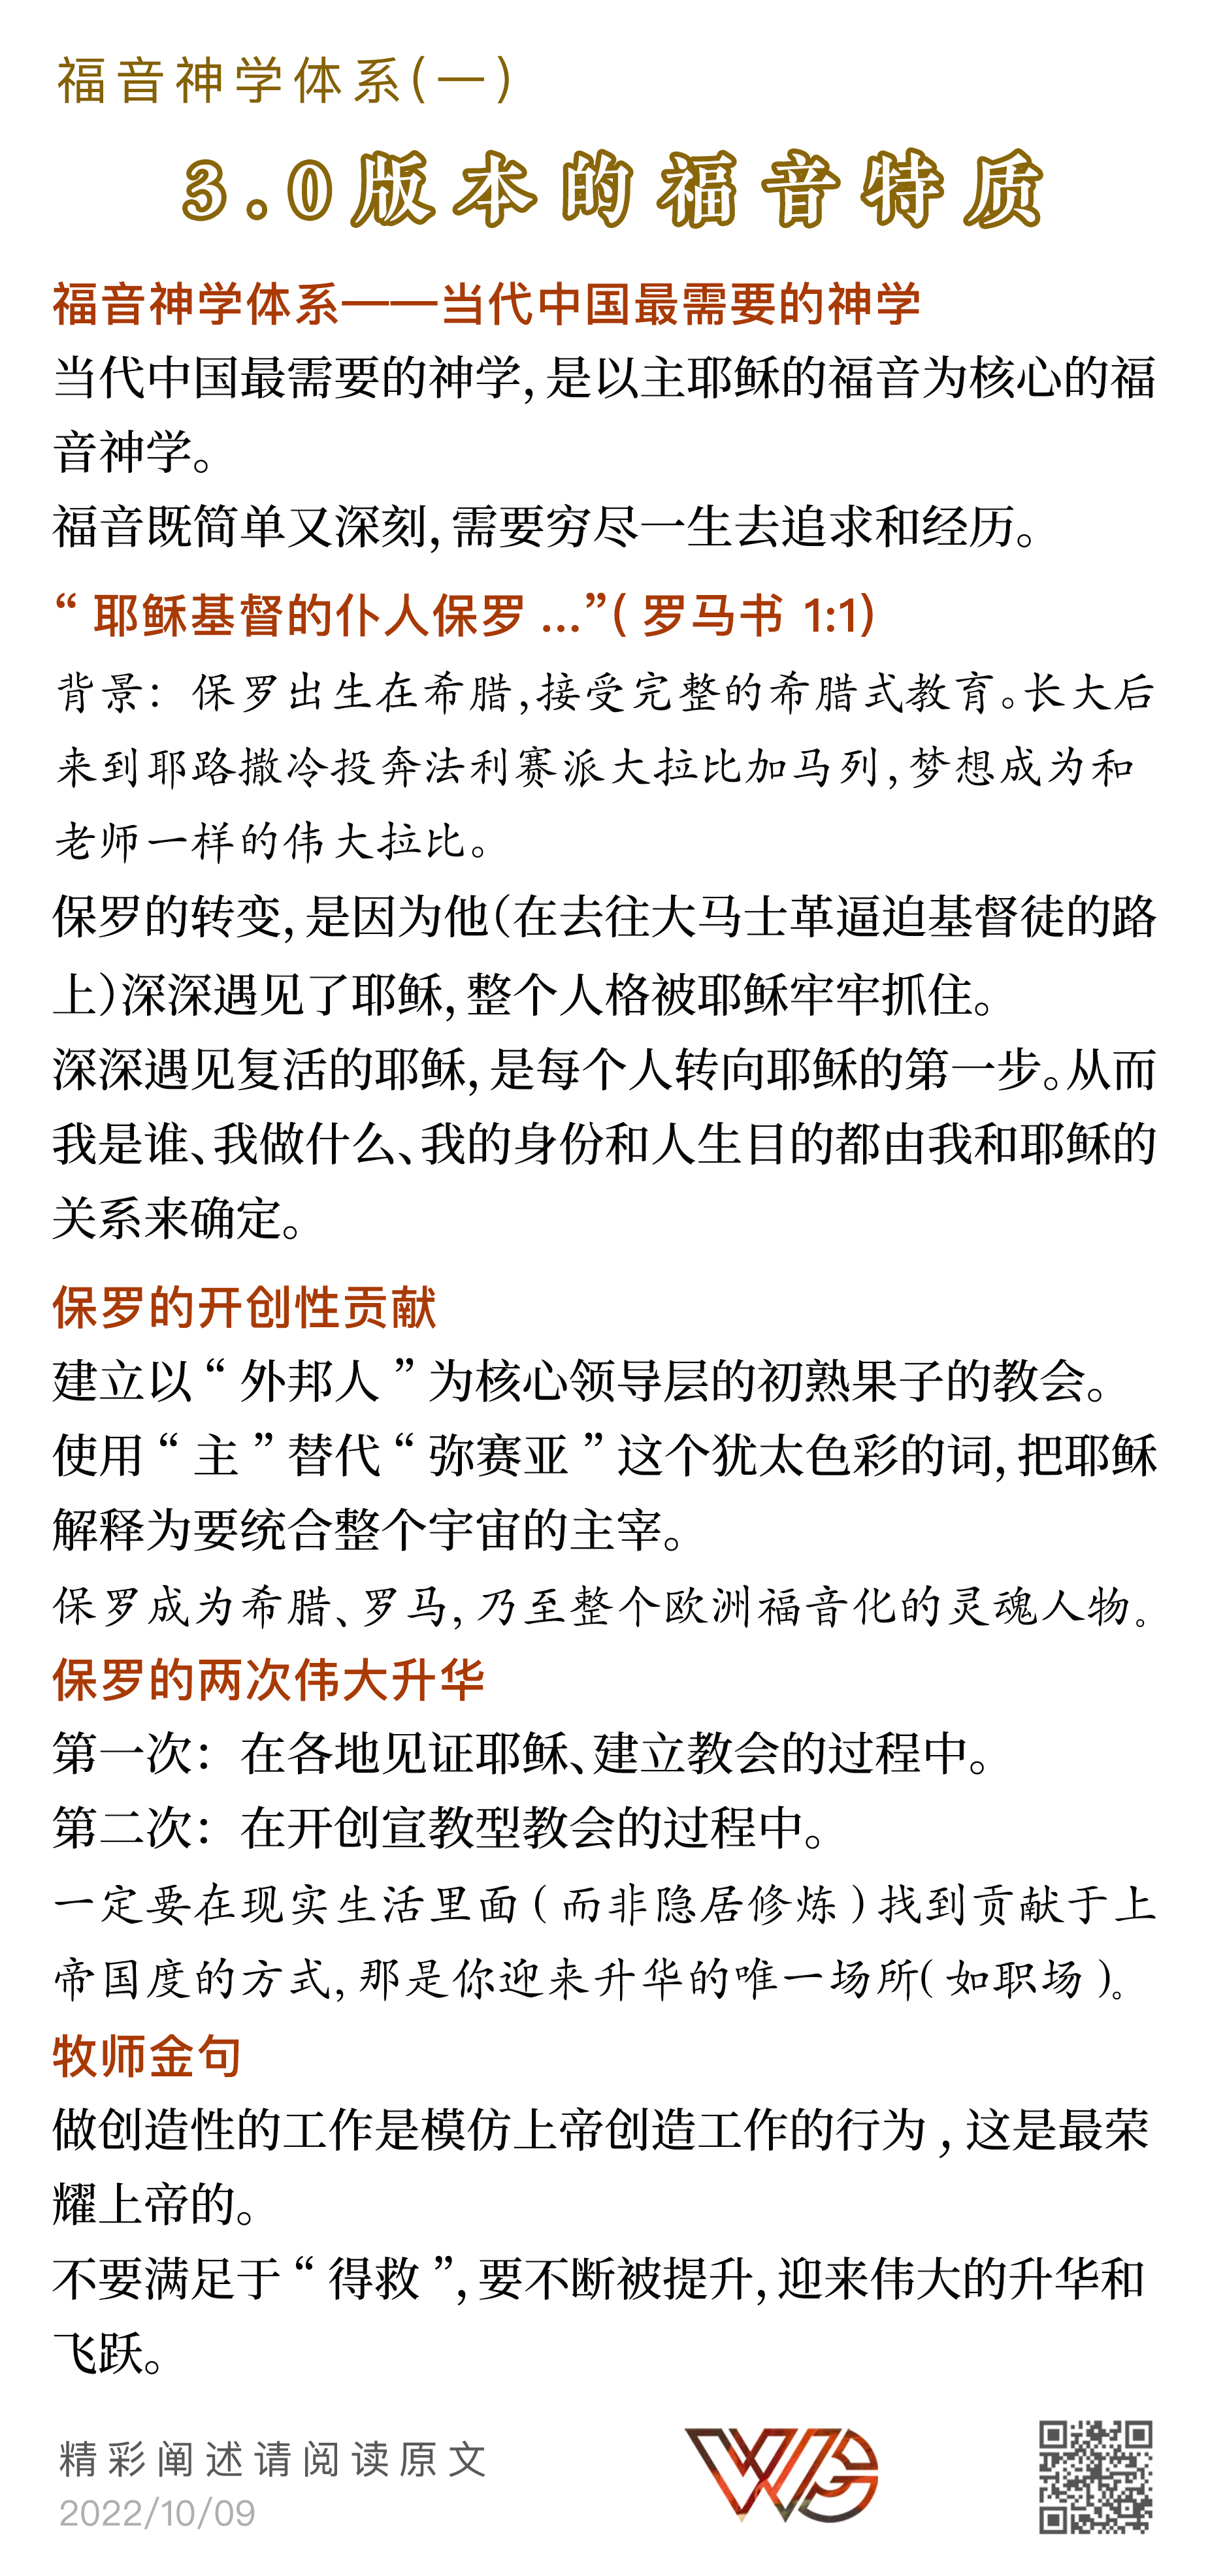 福音神学体系(一)
3.0版本的福音特质
福音神学体系——当代中国最需要的神学
当代中国最需要的神学,是以主耶稣的福音为核心的福
音神学。
福音既简单又深刻,需要穷尽一生去追求和经历。
“耶稣基督的仆人保罗...”(罗马书 1:1)
背景：保罗出生在希腊,接受完整的希腊式教育。长大后
来到耶路撒冷投奔法利赛派大拉比加马列,梦想成为和
老师一样的伟大拉比。
保罗的转变,是因为他(在去往大马士革逼迫基督徒的路
上)深深遇见了耶稣,整个人格被耶稣牢牢抓住。
深深遇见复活的耶稣,是每个人转向耶稣的第一步。从而
我是谁、我做什么、我的身份和人生目的都由我和耶稣的
关系来确定。
保罗的开创性贡献
建立以“外邦人”为核心领导层的初熟果子的教会。
使用“主”替代“弥赛亚”这个犹太色彩的词,把耶稣
解释为要统合整个宇宙的主宰。
保罗成为希腊、罗马,乃至整个欧洲福音化的灵魂人物。
保罗的两次伟大升华
第一次：在各地见证耶稣、建立教会的过程中。
第二次：在开创宣教型教会的过程中。
一定要在现实生活里面(而非隐居修炼)找到贡献于上
帝国度的方式,那是你迎来升华的唯一场所(如职场)。
牧师金句
做创造性的工作是模仿上帝创造工作的行为,这是最荣
耀上帝的。
不要满足于“得救”,要不断被提升,迎来伟大的升华和
飞跃。
精彩阐述请阅读原文
2022/10/09